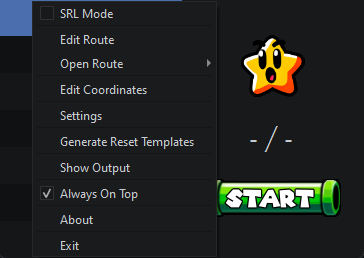 SRL Mode
Edit Route
Open Route
Edit Coordinates
Settings
Generate Reset Templates
Show Output
Always On Top
About
Exit
- / -
START